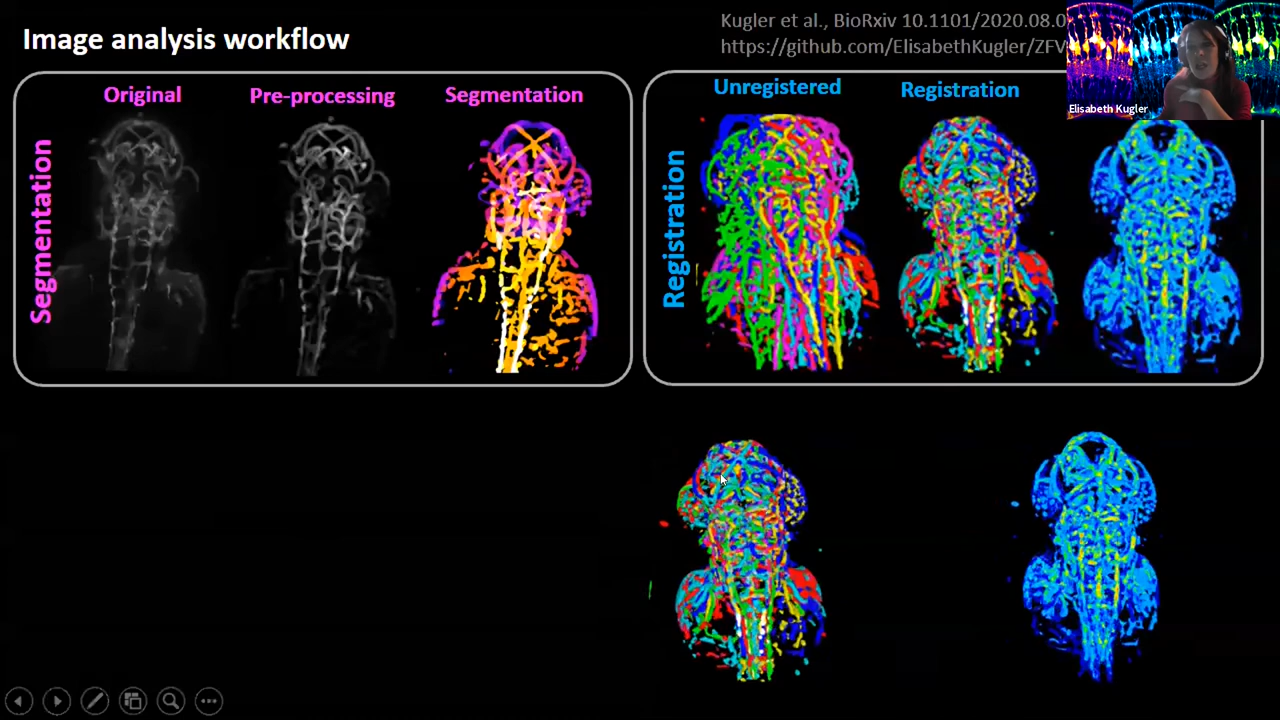 Image analysis workflow
Kugler et al., BioRxiv 10.1101/2020.08.0
https://github.com/ElisabethKugler/ZFV
Elisabeth Kugler
Original
Pre-processing
Segmentation
Segmentation
Unregistered
Registration
Registration